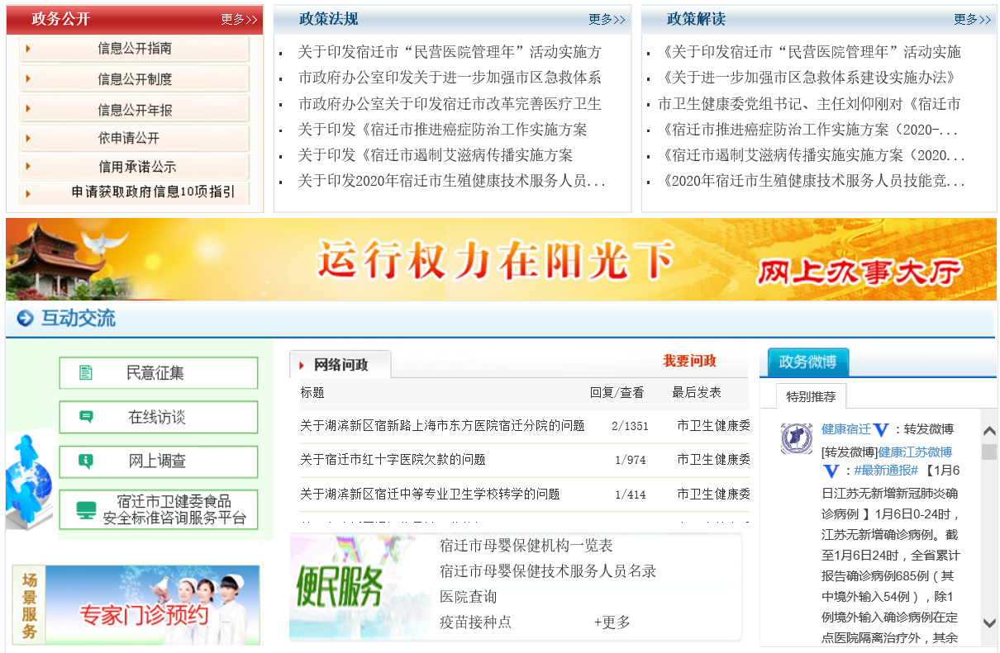 政务公开 更多>>
信息公开指南
信息公开制度
信息公开年报
依申请公开
信用承诺公示
申请获取政府信息10项指引
政策法规 更多>>
关于印发宿迁市“民营医院管理年”活动实施方
市政府办公室印发关于进一步加强市区急救体系
市政府办公室关于印发宿迁市改革完善医疗卫生
关于印发《宿迁市推进癌症防治工作实施方案
关于印发《宿迁市遏制艾滋病传播实施方案
关于印发2020年宿迁市生殖健康技术服务人员...
政策解读 更多>>
《关于印发宿迁市“民营医院管理年”活动实施
《关于进一步加强市区急救体系建设实施办法》
市卫生健康委党组书记、主任刘仰刚对《宿迁市
《宿迁市推进癌症防治工作实施方案（2020-...
《宿迁市遏制艾滋病传播实施实施方案（2020...
《2020年宿迁市生殖健康技术服务人员技能竞...
运行权力在阳光下
网上办事大厅
互动交流
民意征集
在线访谈
网上调查
宿迁市卫健委食品
安全标准咨询服务平台
场景服务
专家门诊预约
网络问政 我要问政
标题 回复/查看 最后发表
关于湖滨新区宿新路上海市东方医院宿迁分院的问题 2/1351 市卫生健康委
关于宿迁市红十字医院欠款的问题 1/974 市卫生健康委
关于湖滨新区宿迁中等专业卫生学校转学的问题 1/414 市卫生健康委
便民服务
宿迁市母婴保健机构一览表
宿迁市母婴保健技术服务人员名录
医院查询
疫苗接种点 +更多
政务微博
特别推荐
健康宿迁V：转发微博
[转发微博]健康江苏微博
V：#最新通报# 【1月6
日江苏无新增新冠肺炎确
诊病例 】1月6日0-24时，
江苏无新增确诊病例。截
至1月6日24时，全省累计
报告确诊病例685例（其
中境外输入54例），除1
例境外输入确诊病例在定
点医院隔离治疗外，其余